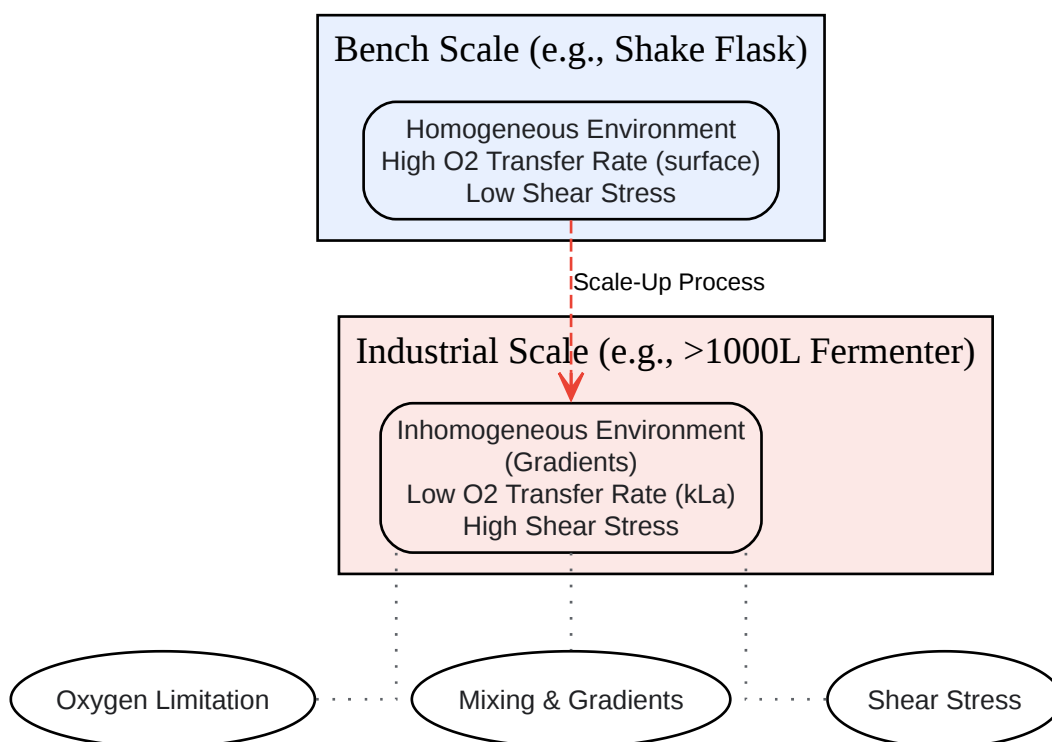 Bench Scale (e.g., Shake Flask)
Homogeneous Environment
High O2 Transfer Rate (surface)
Low Shear Stress
Scale-Up Process
Industrial Scale (e.g., >1000L Fermenter)
Inhomogeneous Environment
(Gradients)
Low O2 Transfer Rate (kLa)
High Shear Stress
Oxygen Limitation
Mixing & Gradients
Shear Stress